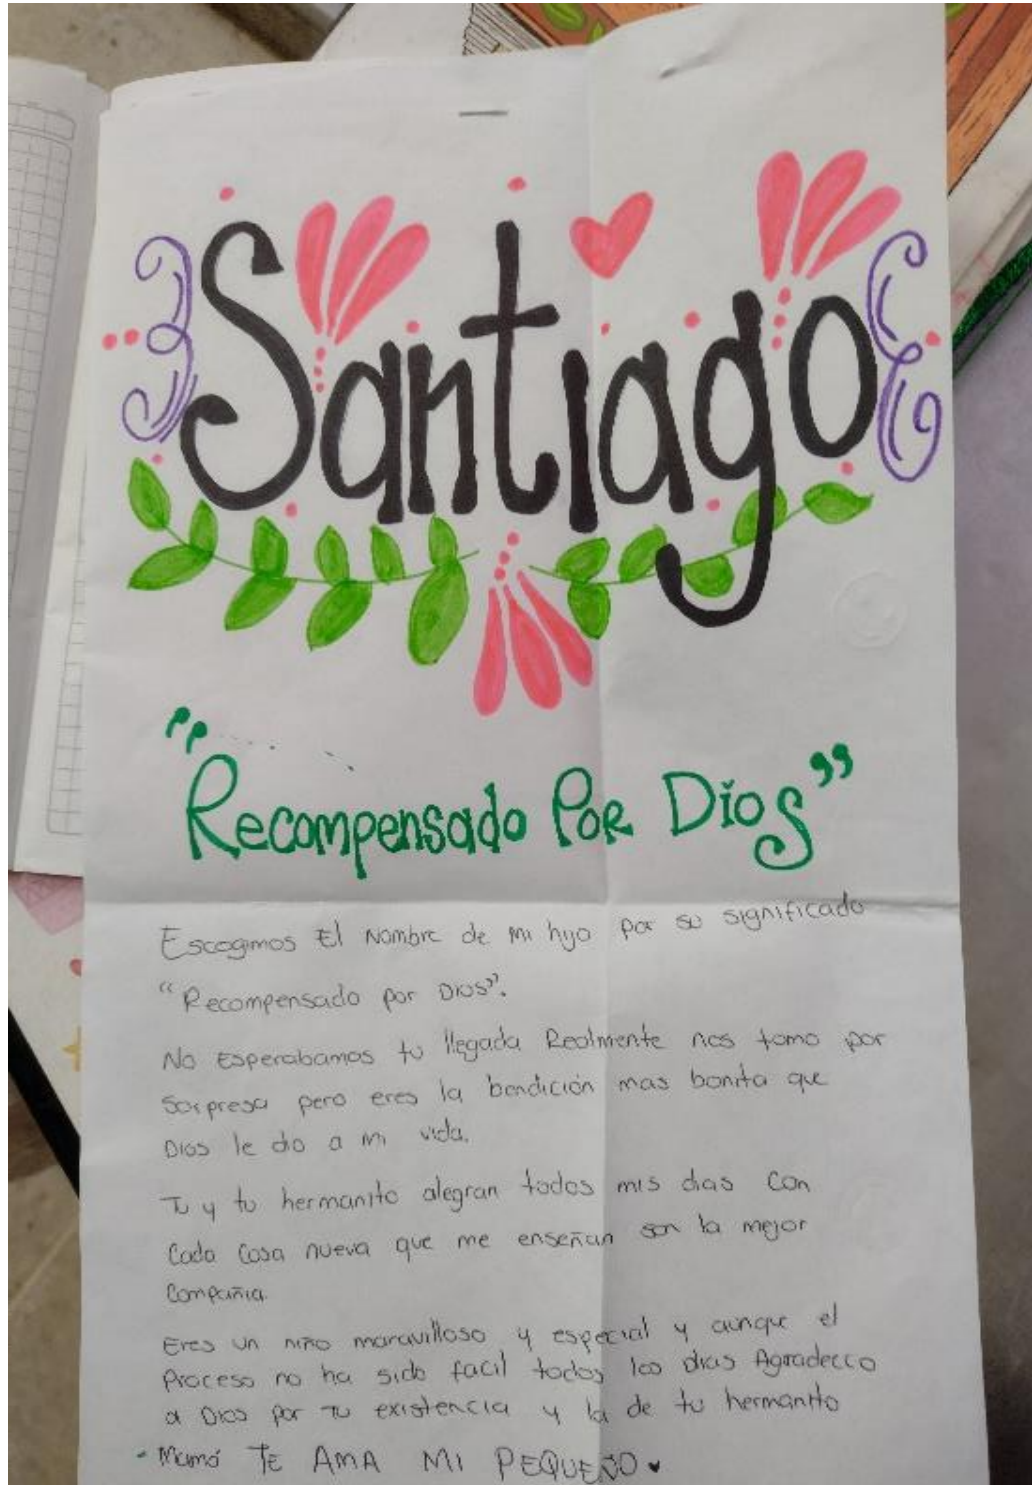 Santiago
"Recompensado Por Dios"
Escogimos El Nombre de mi hijo por su significado
"Recompensado por Dios".
No esperabamos tu llegada Realmente nos tomo por
sorpresa pero eres la bendición mas bonita que
Dios le dio a mi vida.
Tu y tu hermanito alegran todos mis dias con
Cada Cosa nueva que me enseñan son la mejor
Compañia.
Eres un niño maravilloso y especial y aunque el
Proceso no ha sido facil todos los dias Agradecco
a Dios por tu existencia y la de tu hermanito
- Mamá TE AMA MI PEQUEÑO